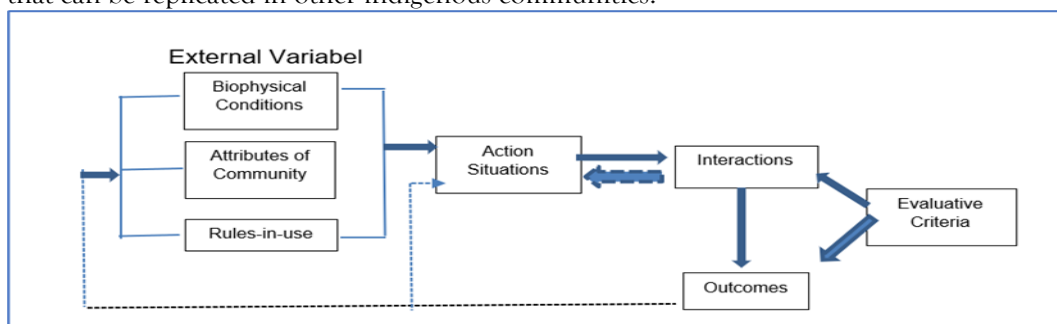 that can be replicated in other indigenous communities.
External Variabel
Biophysical
Conditions
Attributes of
Community
Rules-in-use
Action
Situations
Interactions
Evaluative
Criteria
Outcomes